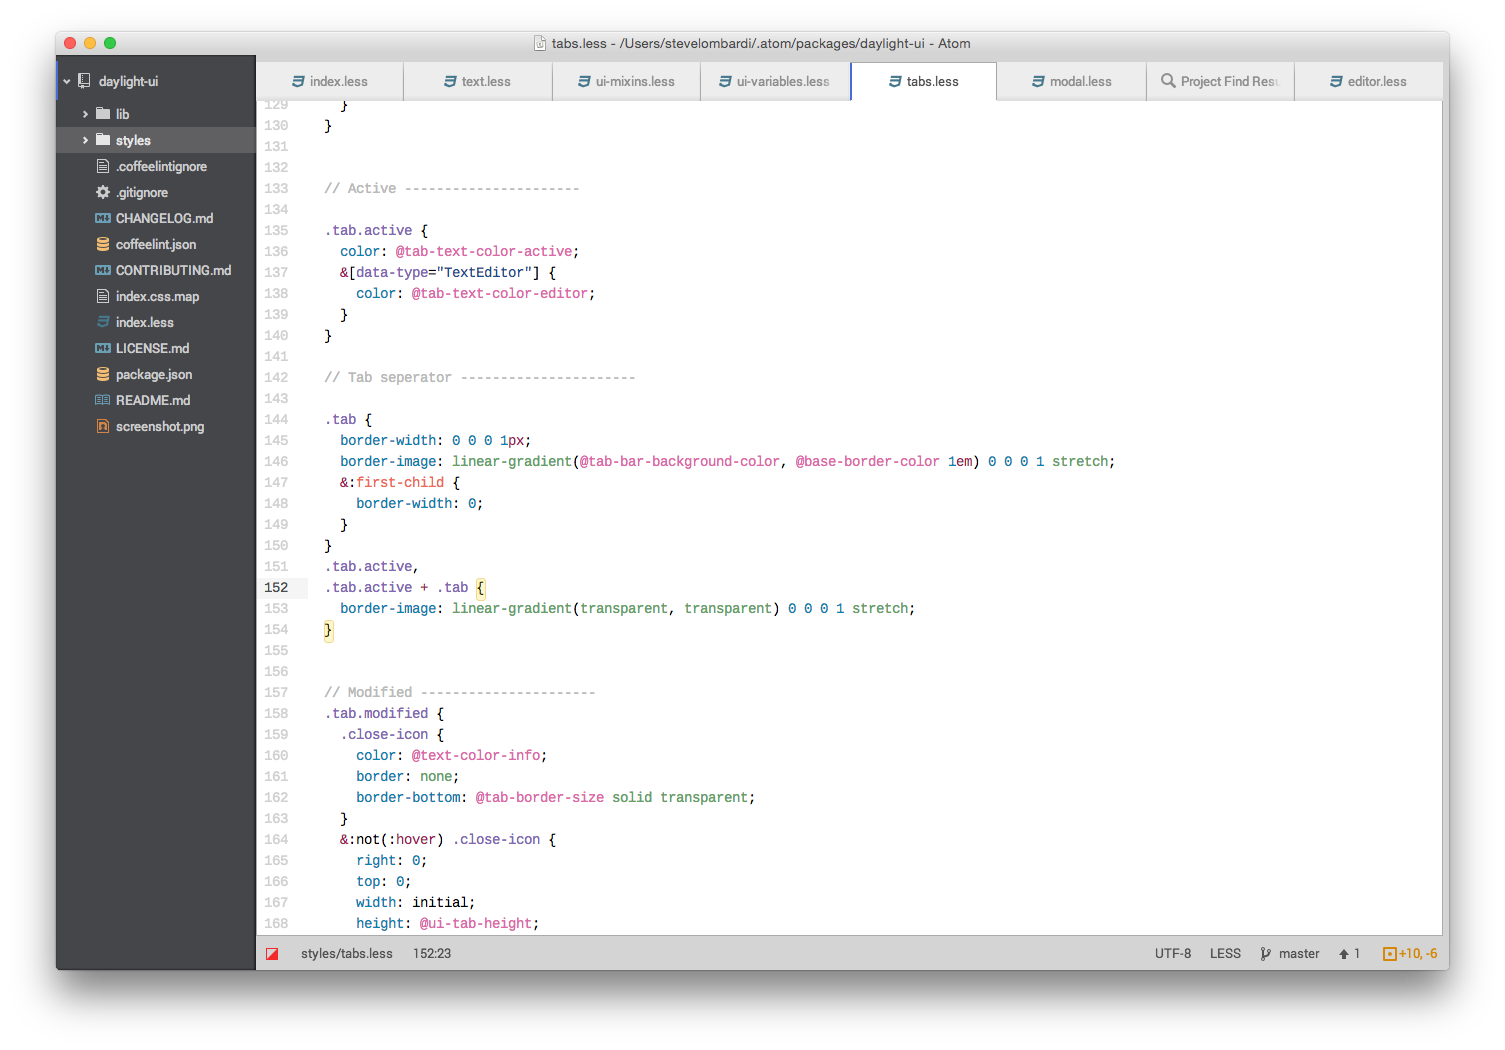 tabs.less - /Users/stevelombardi/.atom/packages/daylight-ui - Atom
daylight-ui
lib
styles
.coffeelintignore
.gitignore
CHANGELOG.md
coffeelint.json
CONTRIBUTING.md
index.css.map
index.less
LICENSE.md
package.json
README.md
screenshot.png
index.less
text.less
ui-mixins.less
ui-variables.less
tabs.less
modal.less
Project Find Resu
editor.less
129 }
130 }
131
132
133 // Active ----------------------
134
135 .tab.active {
136 color: @tab-text-color-active;
137 &[data-type="TextEditor"] {
138 color: @tab-text-color-editor;
139 }
140 }
141
142 // Tab seperator ----------------------
143
144 .tab {
145 border-width: 0 0 0 1px;
146 border-image: linear-gradient(@tab-bar-background-color, @base-border-color 1em) 0 0 0 1 stretch;
147 &:first-child {
148 border-width: 0;
149 }
150 }
151 .tab.active,
152 .tab.active + .tab {
153 border-image: linear-gradient(transparent, transparent) 0 0 0 1 stretch;
154 }
155
156
157 // Modified ----------------------
158 .tab.modified {
159 .close-icon {
160 color: @text-color-info;
161 border: none;
162 border-bottom: @tab-border-size solid transparent;
163 }
164 &:not(:hover) .close-icon {
165 right: 0;
166 top: 0;
167 width: initial;
168 height: @ui-tab-height;
styles/tabs.less 152:23 UTF-8 LESS master 1 +10, -6